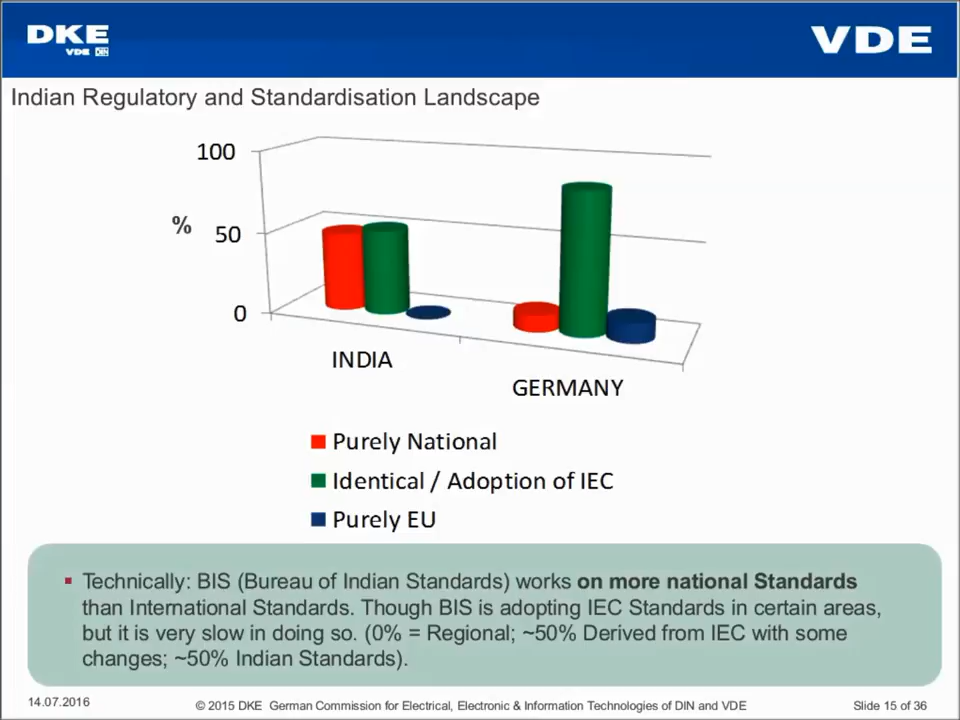 DKE
VDE DIN
VDE
Indian Regulatory and Standardisation Landscape
100
%
50
0
INDIA
GERMANY
Purely National
Identical / Adoption of IEC
Purely EU
▪ Technically: BIS (Bureau of Indian Standards) works on more national Standards
than International Standards. Though BIS is adopting IEC Standards in certain areas,
but it is very slow in doing so. (0% = Regional; ~50% Derived from IEC with some
changes; ~50% Indian Standards).
14.07.2016
© 2015 DKE German Commission for Electrical, Electronic & Information Technologies of DIN and VDE
Slide 15 of 36